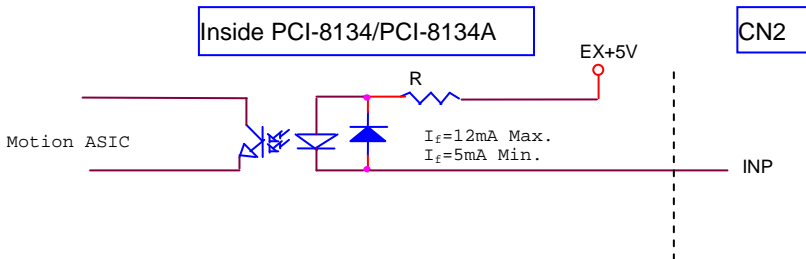 Inside PCI-8134/PCI-8134A
CN2
EX+5V
R
Motion ASIC
If=12mA Max.
If=5mA Min.
INP